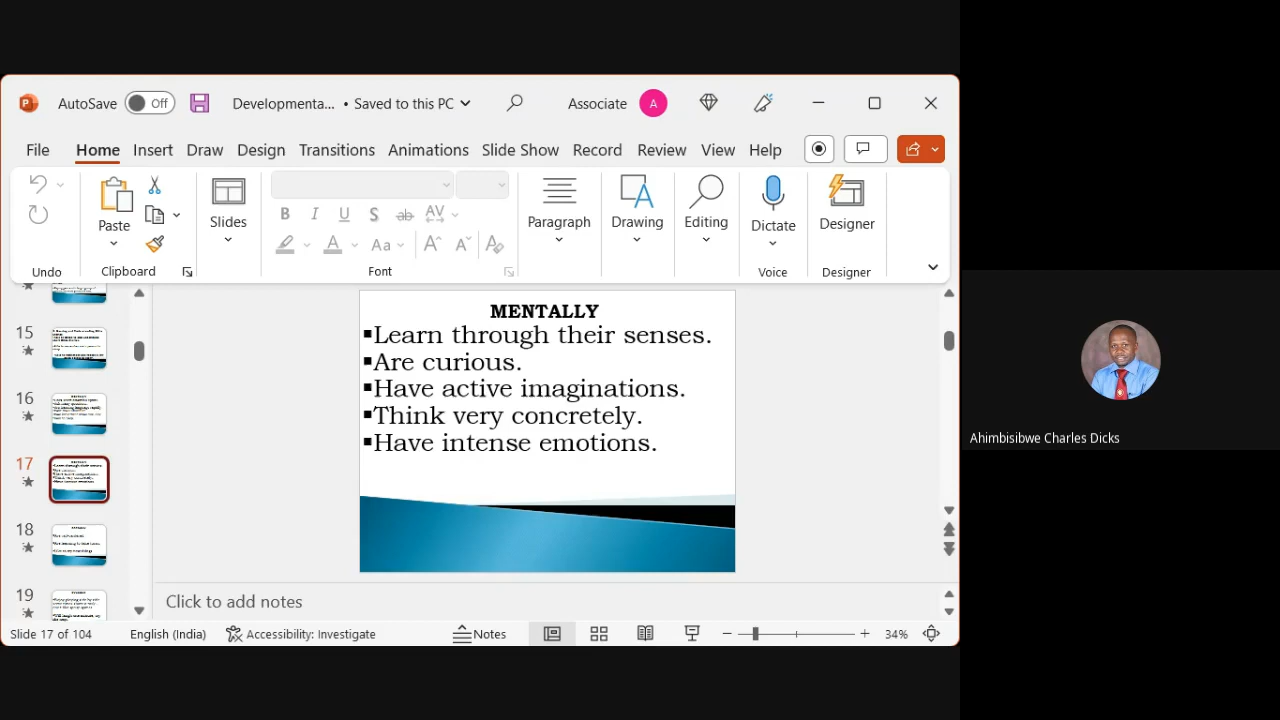 AutoSave Off Developmenta... • Saved to this PC Associate A
File Home Insert Draw Design Transitions Animations Slide Show Record Review View Help
Paste Slides B I U S ab AV Aa A A A Paragraph Drawing Editing Dictate Designer
Undo Clipboard Font Voice Designer
15
16
17
18
19
MENTALLY
▪Learn through their senses.
▪Are curious.
▪Have active imaginations.
▪Think very concretely.
▪Have intense emotions.
Click to add notes
Slide 17 of 104 English (India) Accessibility: Investigate Notes 34%
Ahimbisibwe Charles Dicks